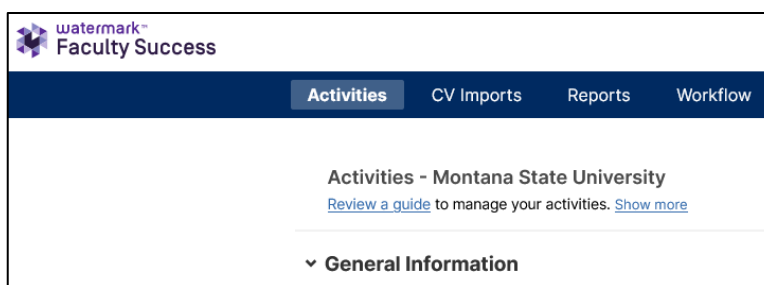 watermark™
Faculty Success
Activities CV Imports Reports Workflow
Activities - Montana State University
Review a guide to manage your activities. Show more
General Information